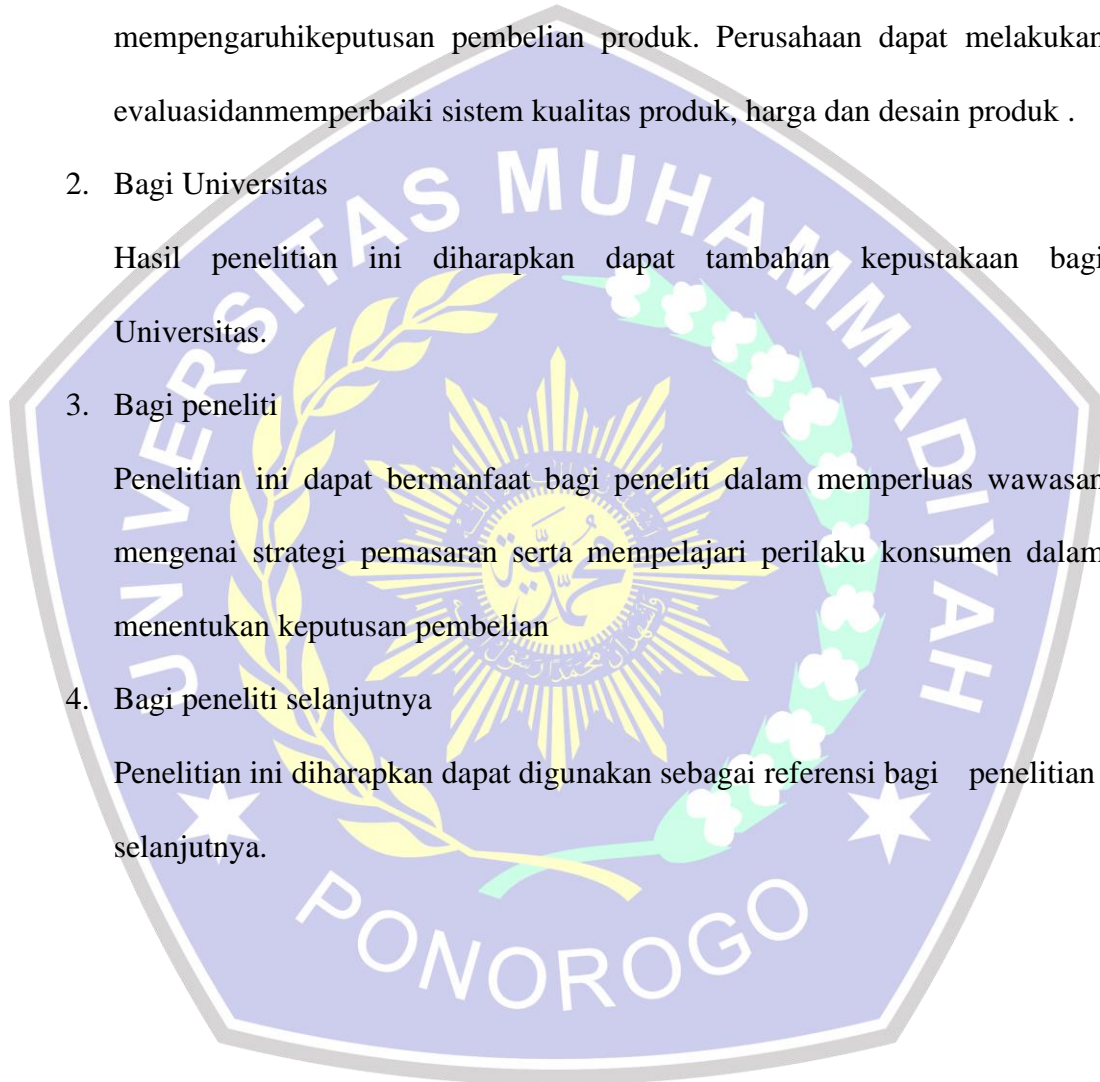 mempengaruhikeputusan pembelian produk. Perusahaan dapat melakukan
evaluasidanmemperbaiki sistem kualitas produk, harga dan desain produk .
2. Bagi Universitas
Hasil penelitian ini diharapkan dapat tambahan kepustakaan bagi
Universitas.
3. Bagi peneliti
Penelitian ini dapat bermanfaat bagi peneliti dalam memperluas wawasan
mengenai strategi pemasaran serta mempelajari perilaku konsumen dalam
menentukan keputusan pembelian
4. Bagi peneliti selanjutnya
Penelitian ini diharapkan dapat digunakan sebagai referensi bagi penelitian
selanjutnya.
UNIVERSITAS MUHAMMADIYAH
PONOROGO
محمدية